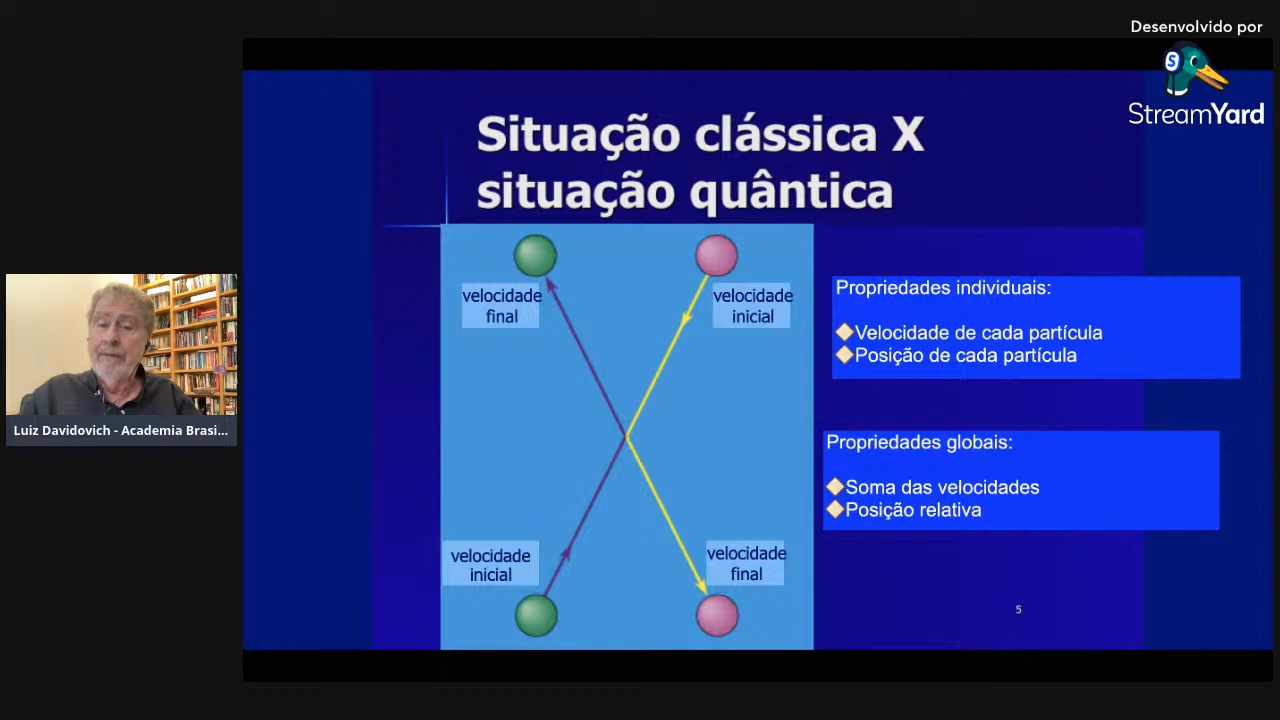 Desenvolvido por
S
StreamYard
Situação clássica X
situação quântica
velocidade
final
velocidade
inicial
velocidade
inicial
velocidade
final
Propriedades individuais:
Velocidade de cada partícula
Posição de cada partícula
Propriedades globais:
Soma das velocidades
Posição relativa
5
Luiz Davidovich - Academia Brasi...